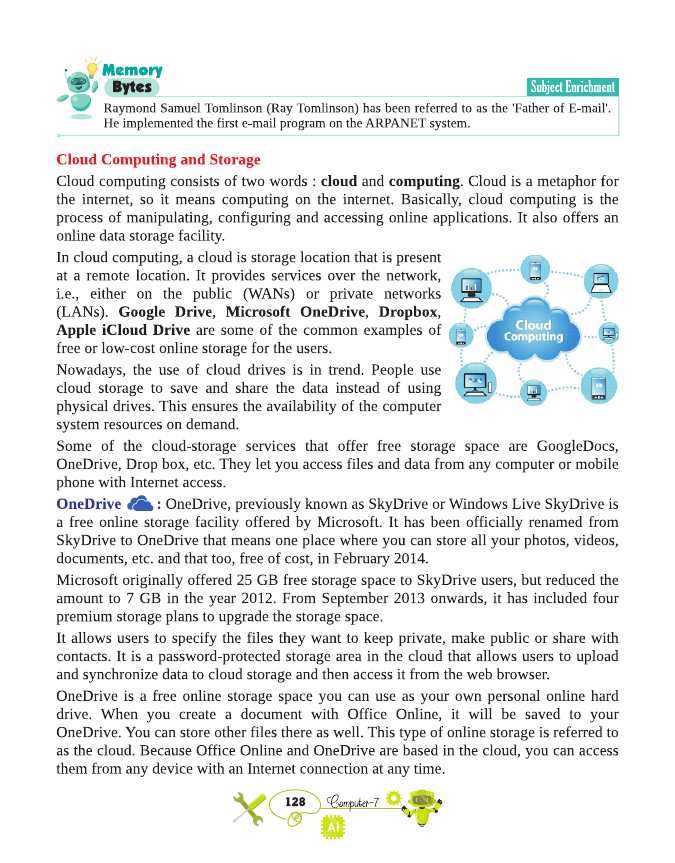 Memory
Bytes
Subject Enrichment
Raymond Samuel Tomlinson (Ray Tomlinson) has been referred to as the 'Father of E-mail'.
He implemented the first e-mail program on the ARPANET system.
Cloud Computing and Storage
Cloud computing consists of two words : cloud and computing. Cloud is a metaphor for
the internet, so it means computing on the internet. Basically, cloud computing is the
process of manipulating, configuring and accessing online applications. It also offers an
online data storage facility.
In cloud computing, a cloud is storage location that is present
at a remote location. It provides services over the network,
i.e., either on the public (WANs) or private networks
(LANs). Google Drive, Microsoft OneDrive, Dropbox,
Apple iCloud Drive are some of the common examples of
free or low-cost online storage for the users.
Cloud
Computing
Nowadays, the use of cloud drives is in trend. People use
cloud storage to save and share the data instead of using
physical drives. This ensures the availability of the computer
system resources on demand.
Some of the cloud-storage services that offer free storage space are GoogleDocs,
OneDrive, Drop box, etc. They let you access files and data from any computer or mobile
phone with Internet access.
OneDrive : OneDrive, previously known as SkyDrive or Windows Live SkyDrive is
a free online storage facility offered by Microsoft. It has been officially renamed from
SkyDrive to OneDrive that means one place where you can store all your photos, videos,
documents, etc. and that too, free of cost, in February 2014.
Microsoft originally offered 25 GB free storage space to SkyDrive users, but reduced the
amount to 7 GB in the year 2012. From September 2013 onwards, it has included four
premium storage plans to upgrade the storage space.
It allows users to specify the files they want to keep private, make public or share with
contacts. It is a password-protected storage area in the cloud that allows users to upload
and synchronize data to cloud storage and then access it from the web browser.
OneDrive is a free online storage space you can use as your own personal online hard
drive. When you create a document with Office Online, it will be saved to your
OneDrive. You can store other files there as well. This type of online storage is referred to
as the cloud. Because Office Online and OneDrive are based in the cloud, you can access
them from any device with an Internet connection at any time.
128 Computer-7
AI